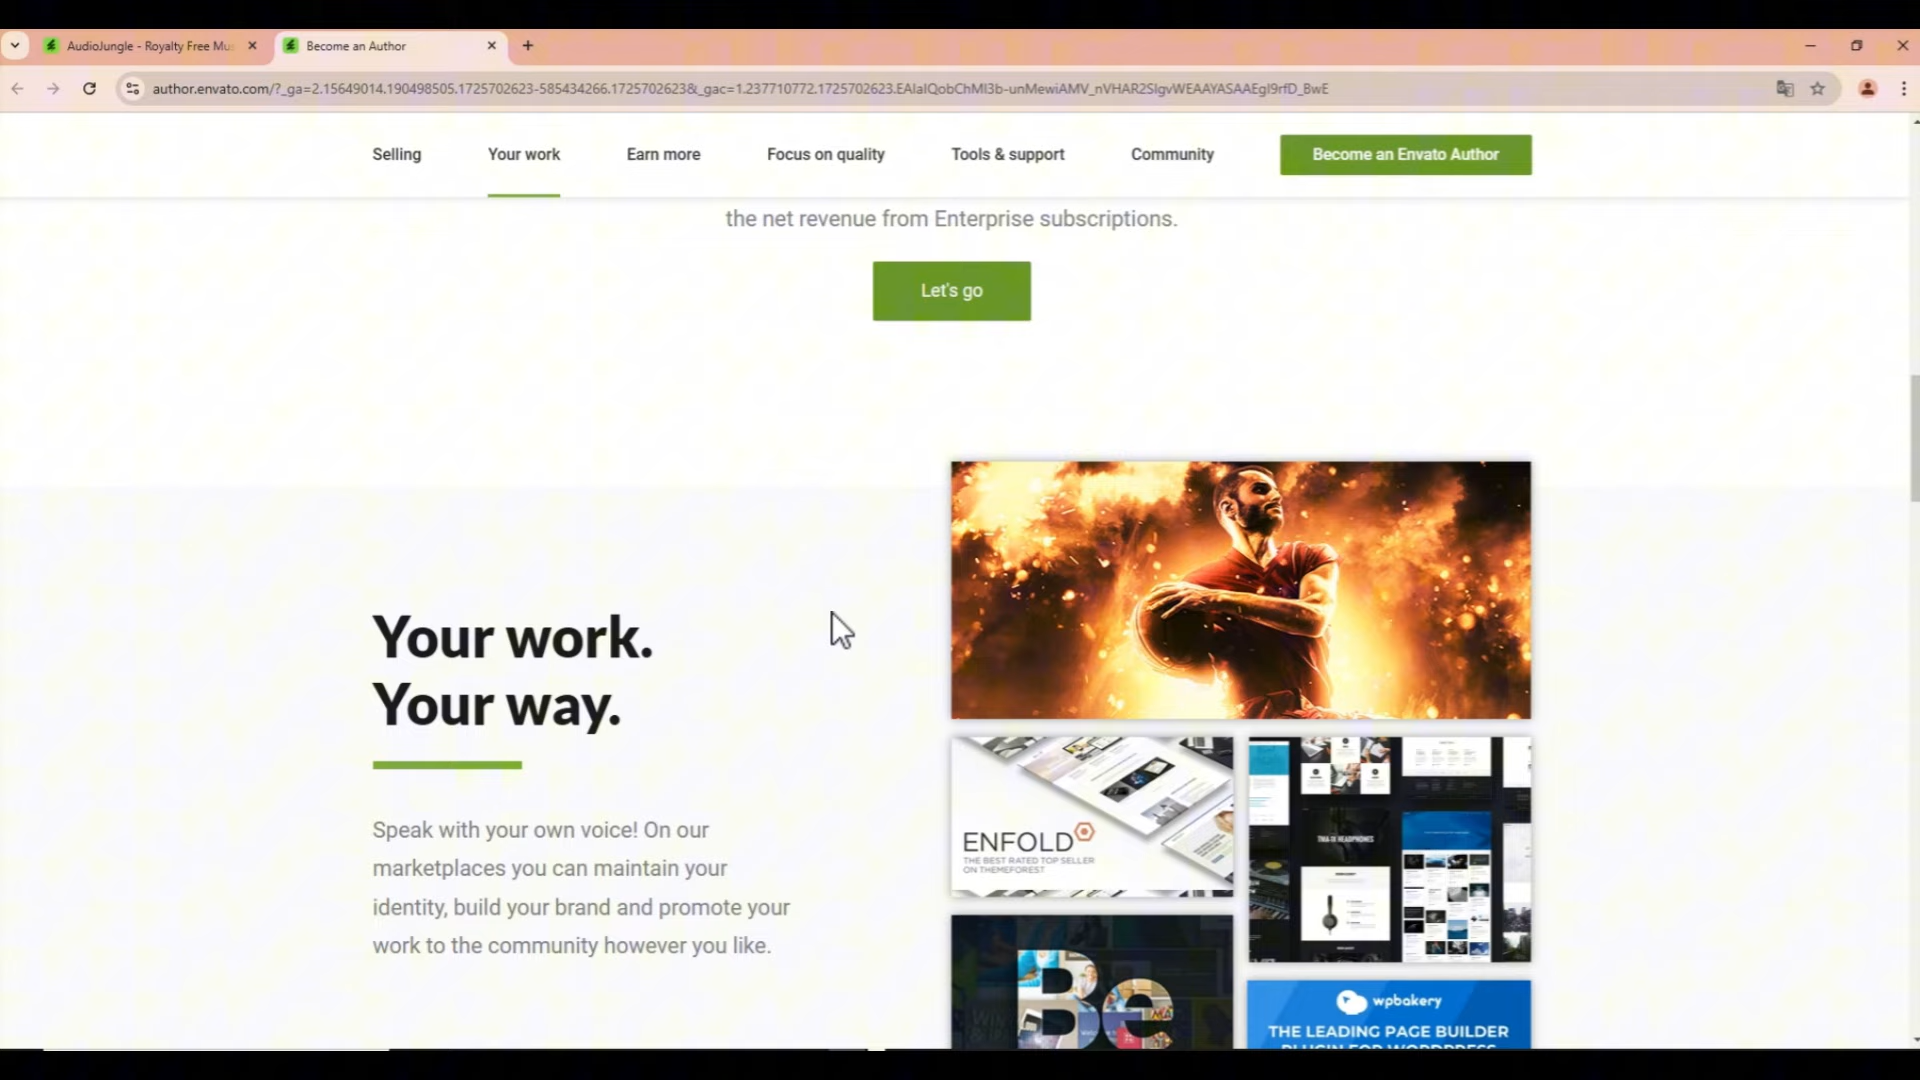 AudioJungle - Royalty Free Mus
Become an Author
author.envato.com/?_ga=2.15649014.190498505.1725702623-585434266.1725702623&_gac=1.237710772.1725702623.EAIaIQobChMI3b-unMewiAMV_nVHAR2SIgvWEAAYASAAEgI9rfD_BwE
Selling
Your work
Earn more
Focus on quality
Tools & support
Community
Become an Envato Author
the net revenue from Enterprise subscriptions.
Let's go
Your work.
Your way.
Speak with your own voice! On our
marketplaces you can maintain your
identity, build your brand and promote your
work to the community however you like.
ENFOLD
THE BEST RATED TOP SELLER
ON THEMEFOREST
Be
wpbakery
THE LEADING PAGE BUILDER
PLUGIN FOR WORDPRESS